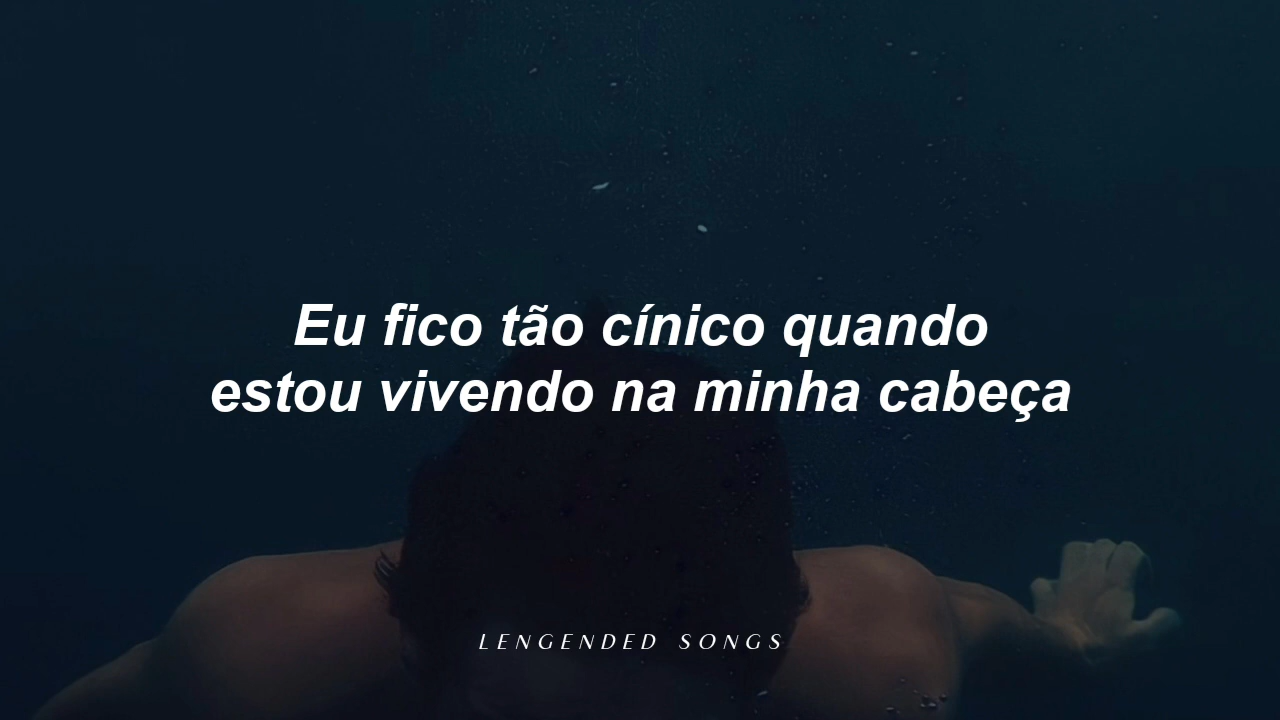 Eu fico tão cínico quando
estou vivendo na minha cabeça
LENGENDED SONGS